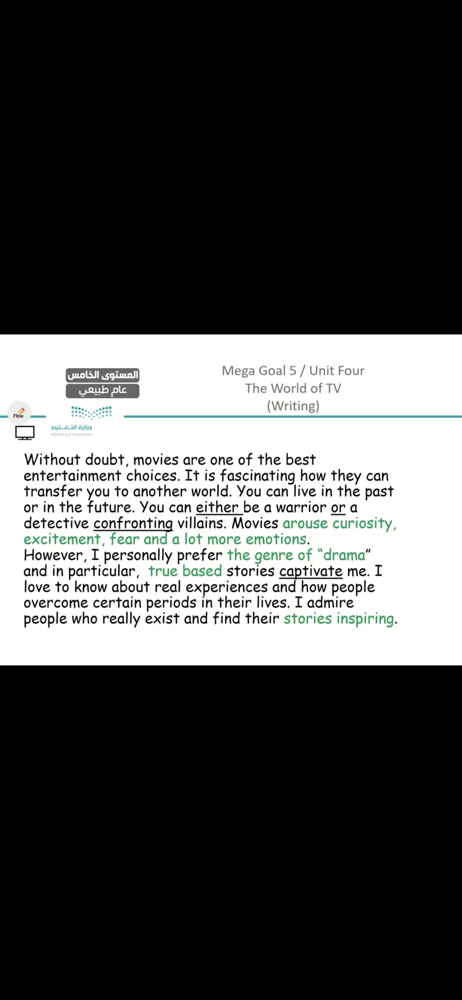 المستوى الخامس
عام طبيعي
Mega Goal 5 / Unit Four
The World of TV
(Writing)
Flow
وزارة التعليم
Ministry of Education
Without doubt, movies are one of the best
entertainment choices. It is fascinating how they can
transfer you to another world. You can live in the past
or in the future. You can either be a warrior or a
detective confronting villains. Movies arouse curiosity,
excitement, fear and a lot more emotions.
However, I personally prefer the genre of “drama”
and in particular, true based stories captivate me. I
love to know about real experiences and how people
overcome certain periods in their lives. I admire
people who really exist and find their stories inspiring.